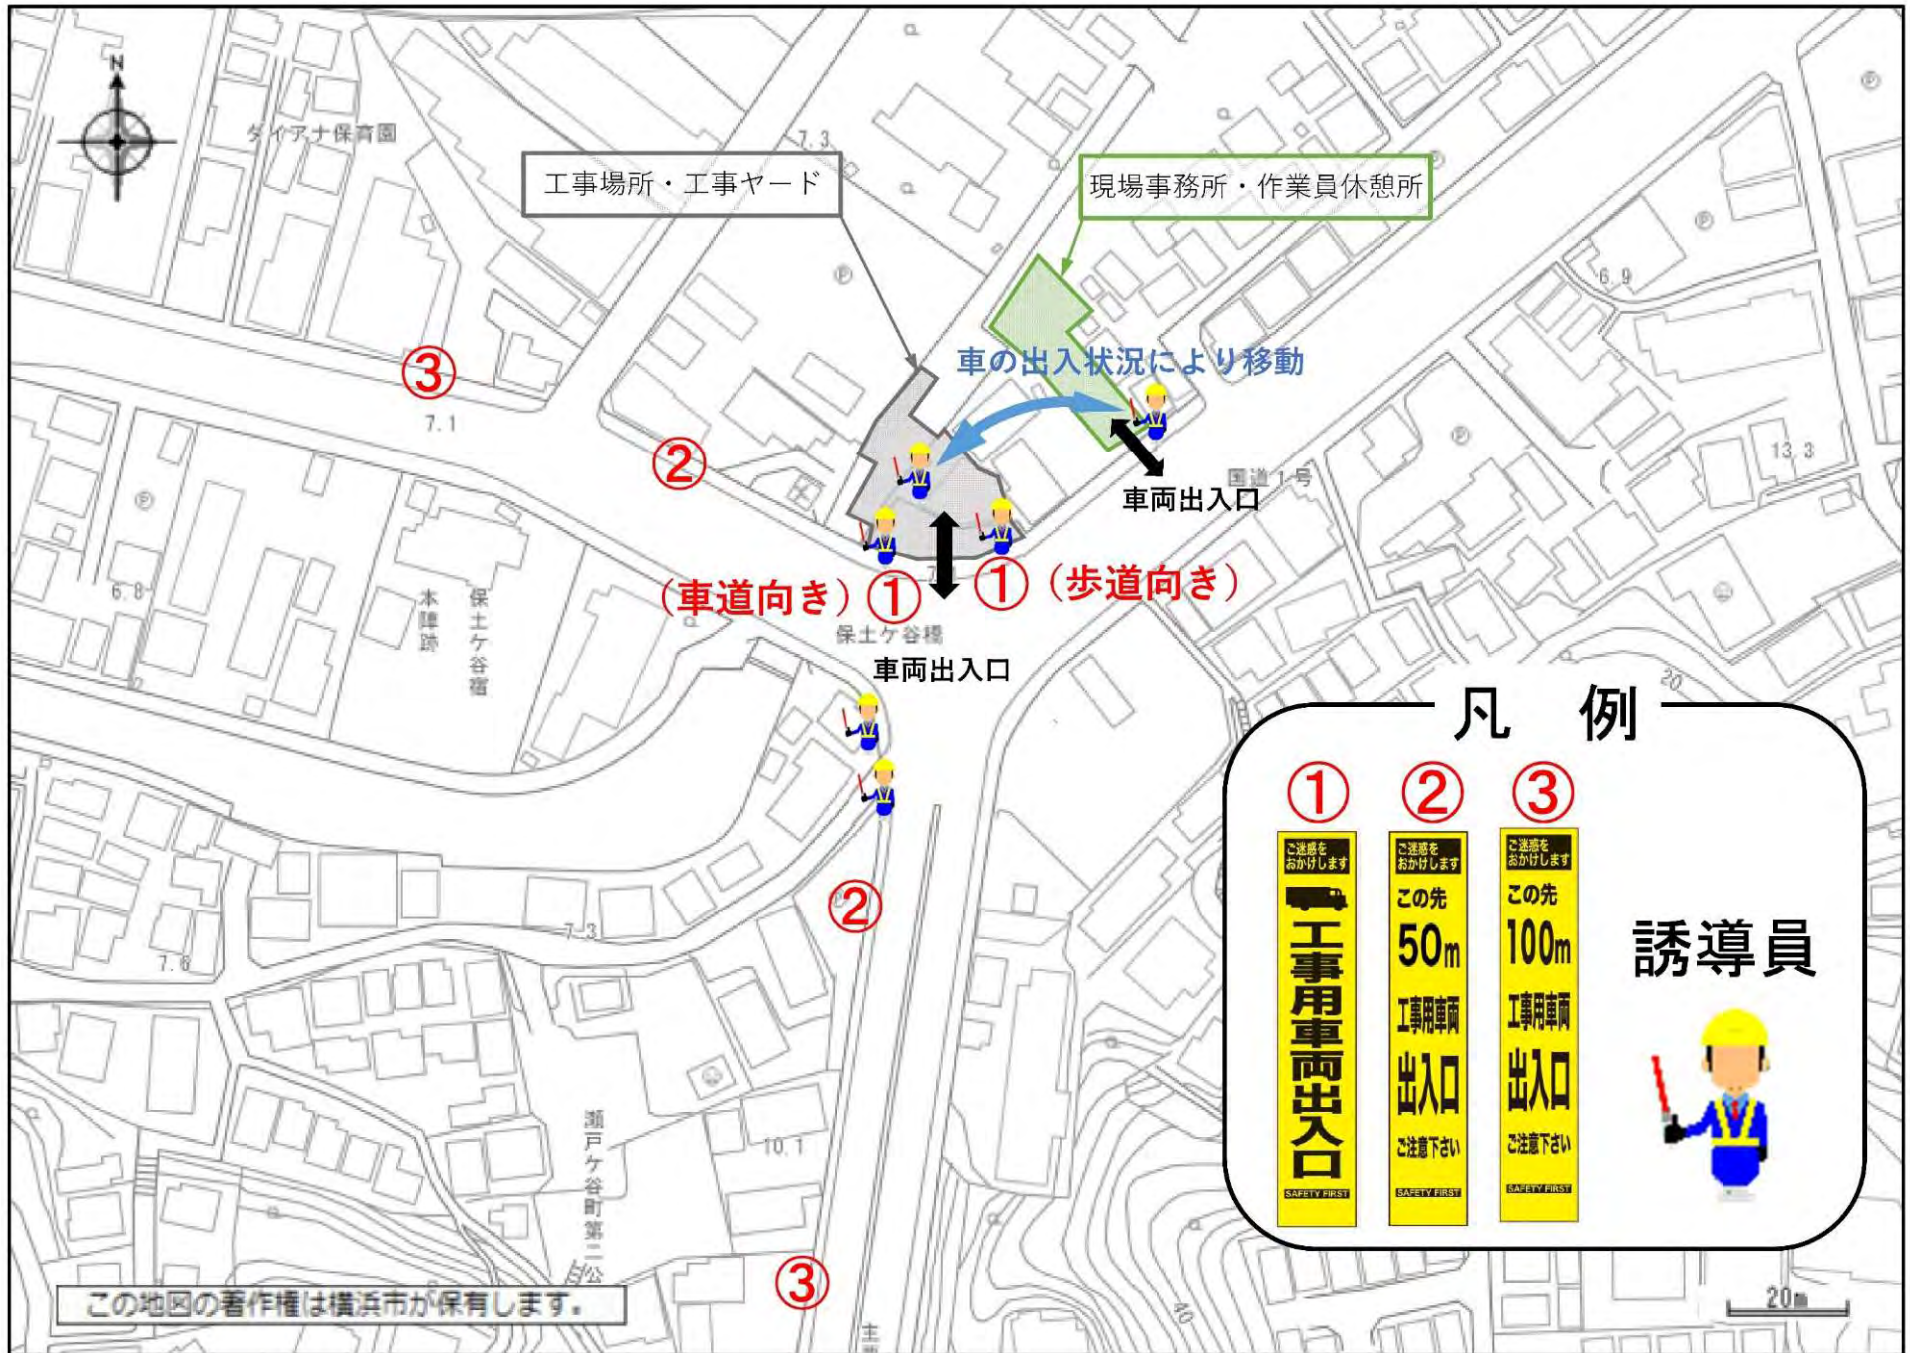 N
ダイアナ保育園
7.3
工事場所・工事ヤード
現場事務所・作業員休憩所
6.9
車の出入状況により移動
③
7.1
②
13.3
国道1号
車両出入口
(車道向き)
①
①
(歩道向き)
6.8
本陣跡
保土ケ谷宿
保土ケ谷橋
車両出入口
20
②
7.3
7.6
瀬戸ケ谷町第二公
10.1
③
40
主要
凡 例
①
②
③
ご迷惑を
おかけします
工事用車両出入口
SAFETY FIRST
ご迷惑を
おかけします
この先
50m
工事用車両
出入口
ご注意下さい
SAFETY FIRST
ご迷惑を
おかけします
この先
100m
工事用車両
出入口
ご注意下さい
SAFETY FIRST
誘導員
この地図の著作権は横浜市が保有します。
20m